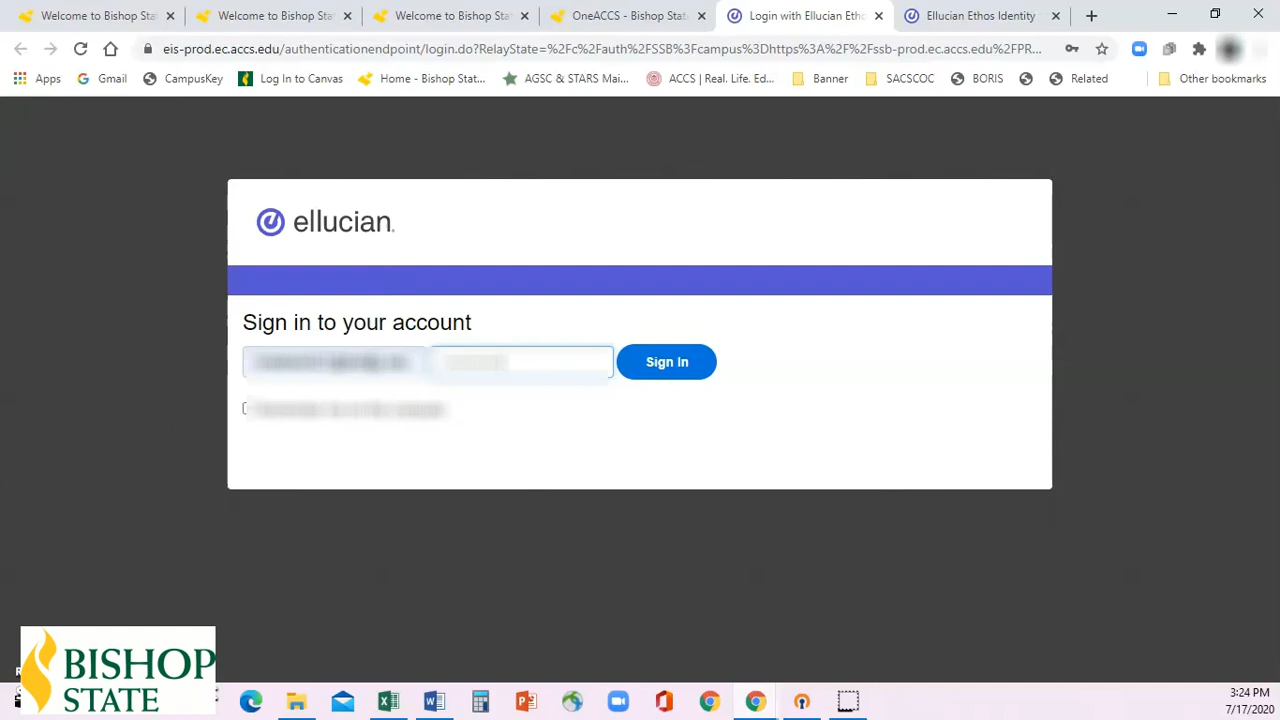 Welcome to Bishop Sta
Welcome to Bishop Sta
Welcome to Bishop Sta
OneACCS - Bishop State
Login with Ellucian Etho
Ellucian Ethos Identity
eis-prod.ec.accs.edu/authenticationendpoint/login.do?RelayState=%2Fc%2Fauth%2FSSB%3Fcampus%3Dhttps%3A%2F%2Fssb-prod.ec.accs.edu%2FPR...
Apps
Gmail
CampusKey
Log In to Canvas
Home - Bishop Stat...
AGSC & STARS Mai...
ACCS | Real. Life. Ed...
Banner
SACSCOC
BORIS
Related
Other bookmarks
ellucian
Sign in to your account
Sign In
BISHOP
STATE
3:24 PM
7/17/2020